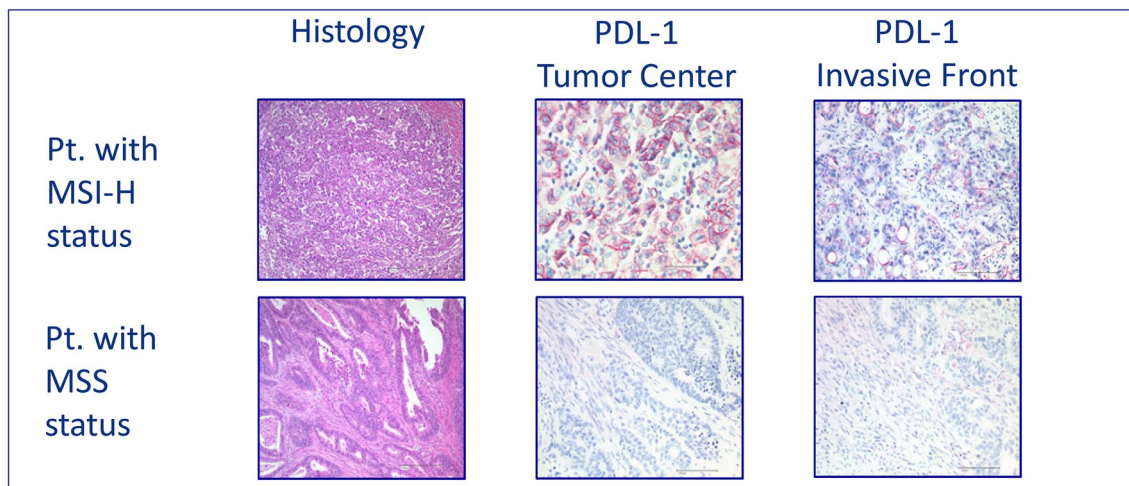 Histology
PDL-1
Tumor Center
PDL-1
Invasive Front
Pt. with
MSI-H
status
Pt. with
MSS
status